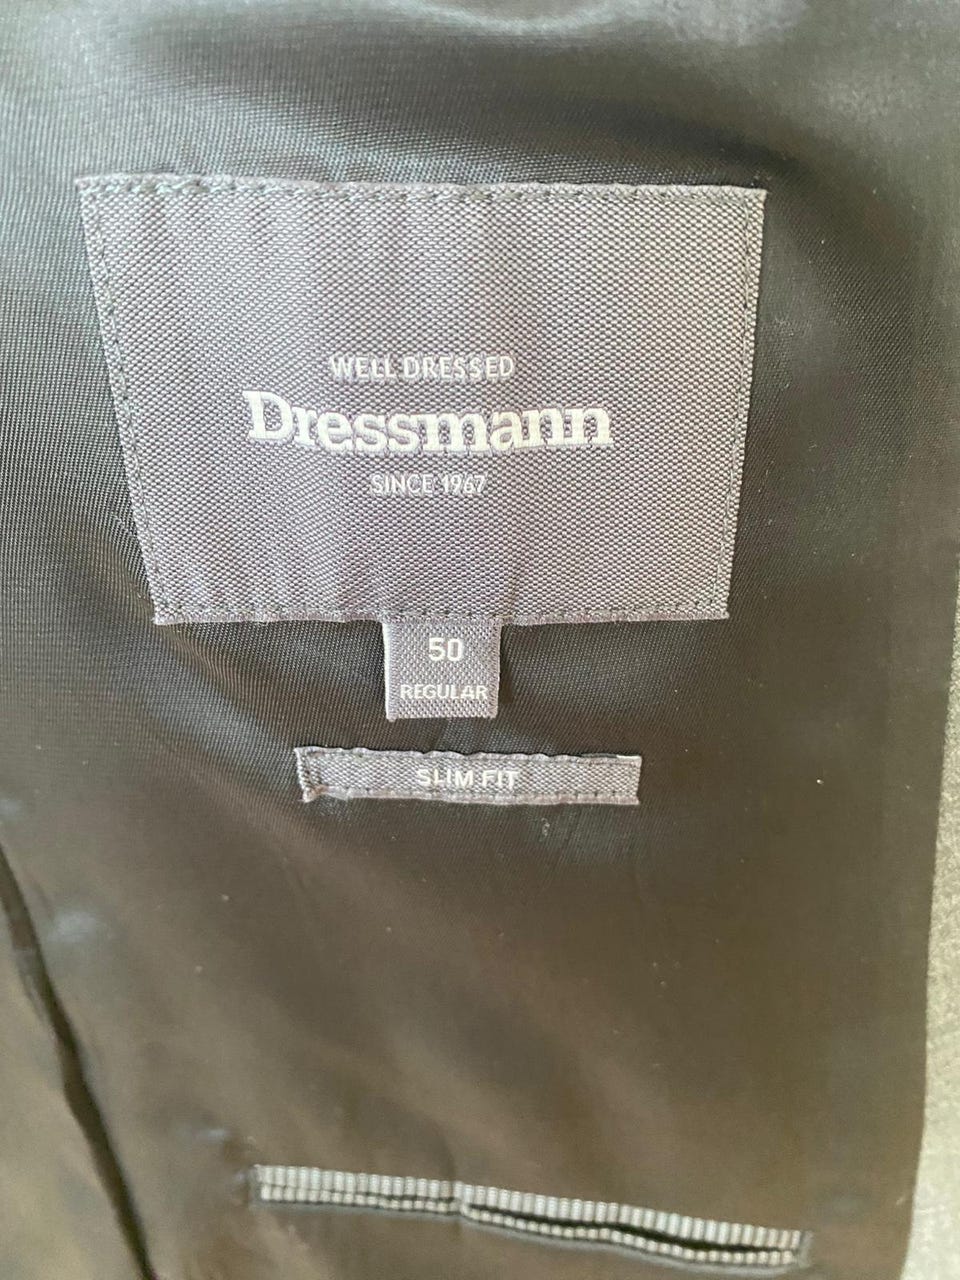 WELL DRESSED
Dressmann
SINCE 1967
50
REGULAR
SLIM FIT